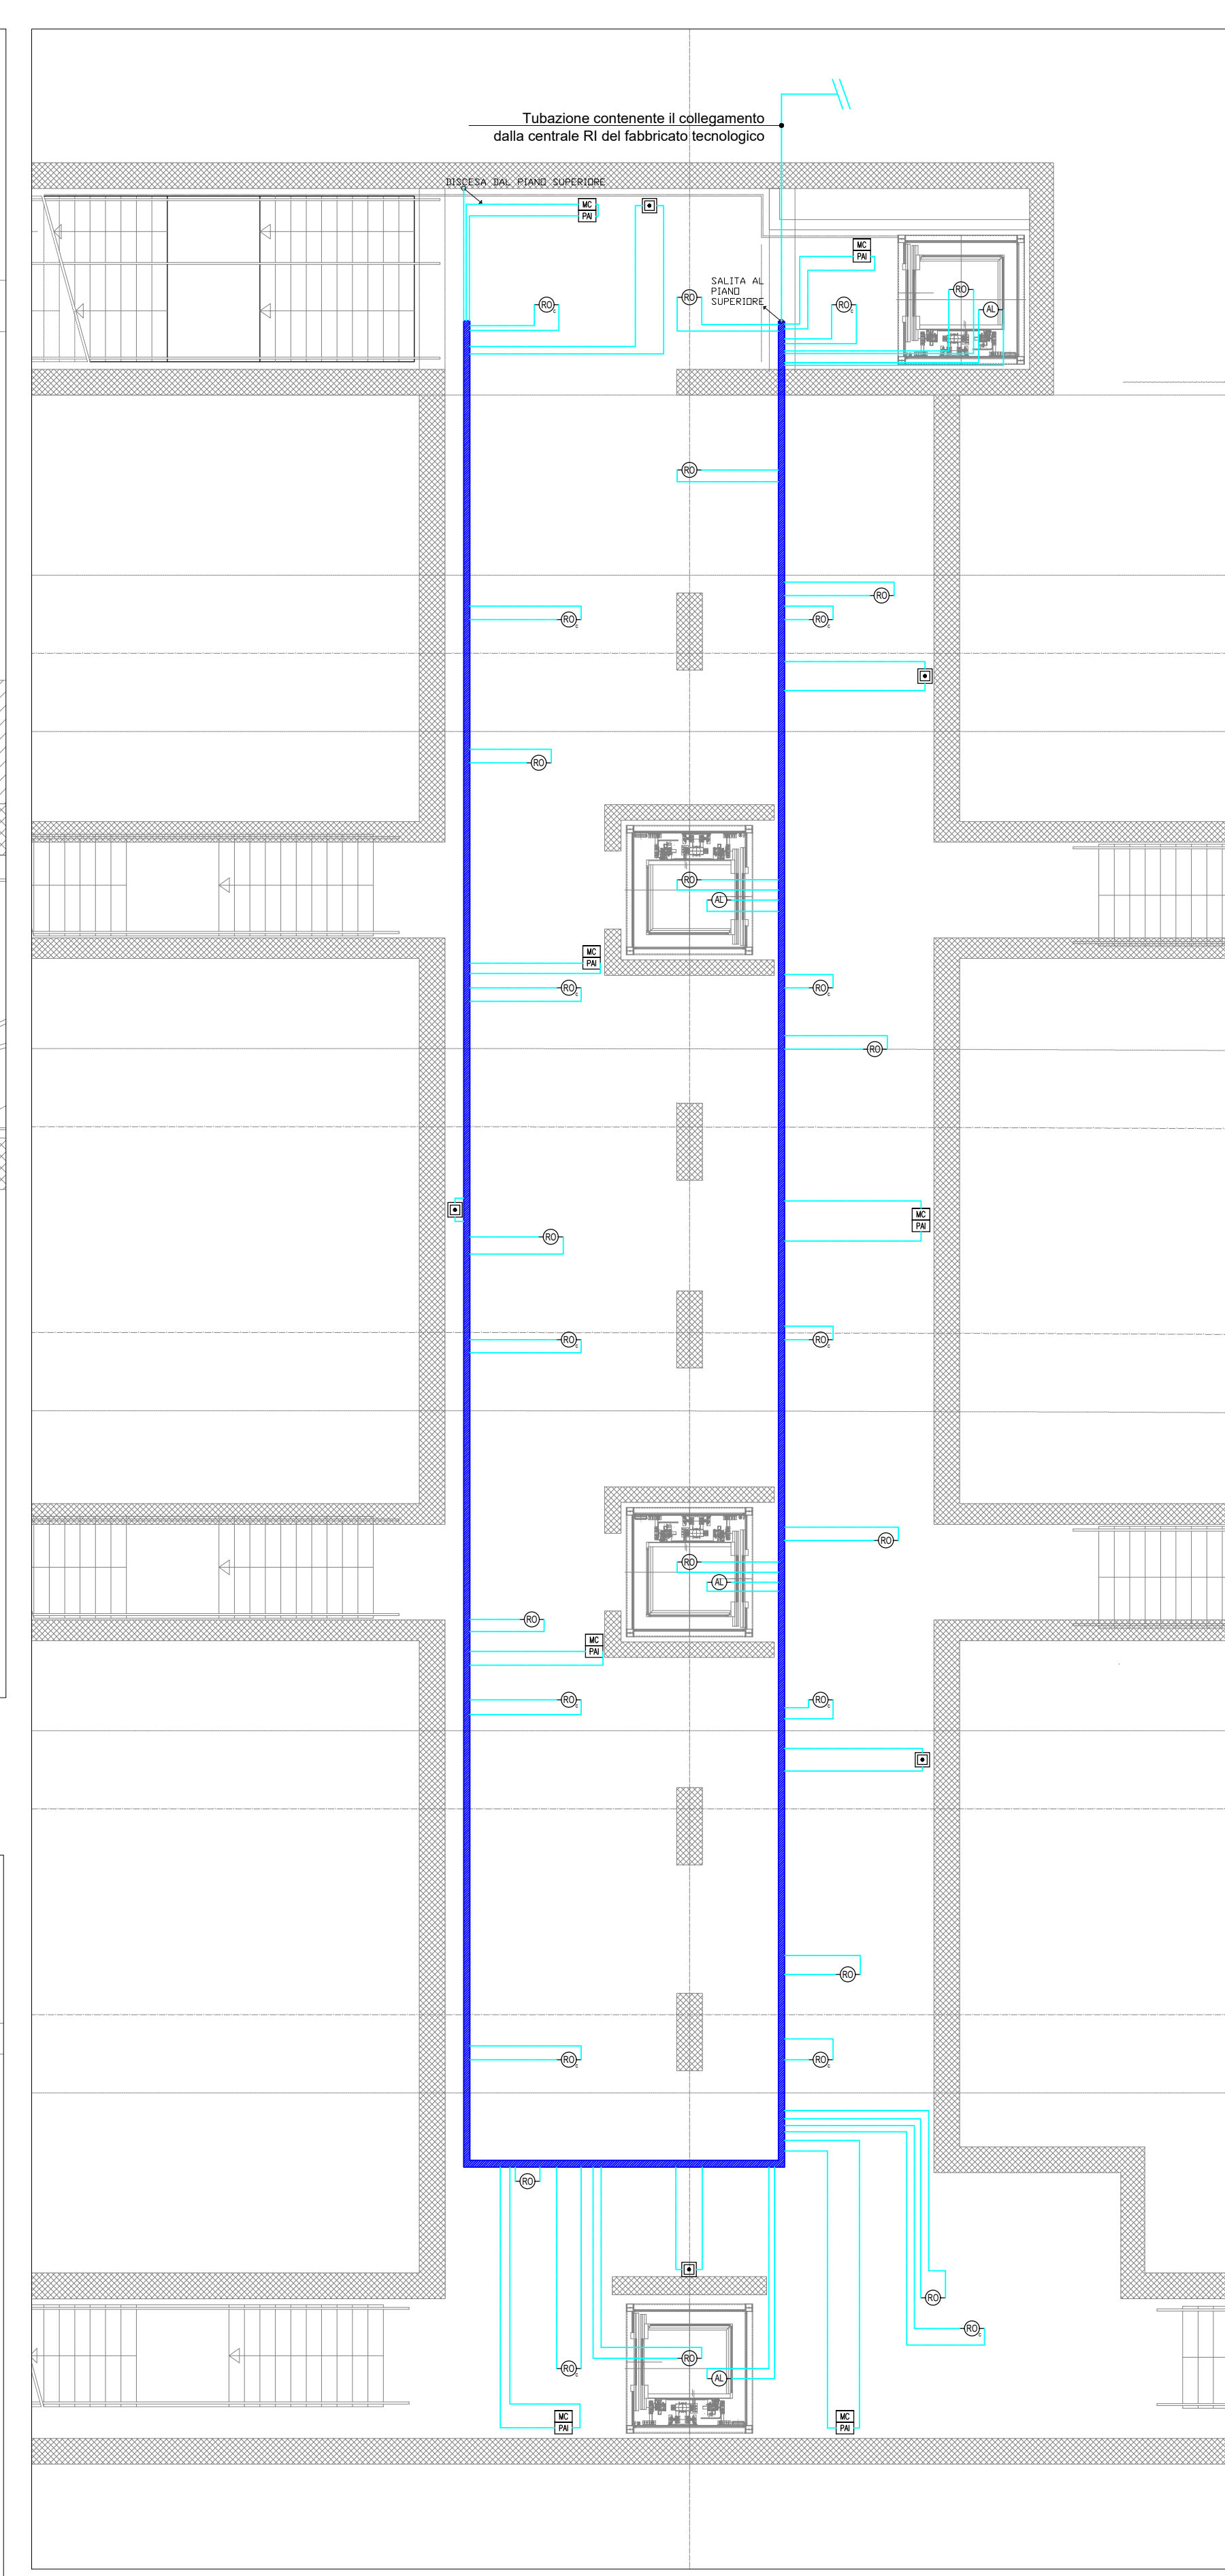 Tubazione contenente il collegamento
dalla centrale RI del fabbricato tecnologico
DISCESA DAL PIANO SUPERIORE
MC
PAI
MC
PAI
SALITA AL
PIANO
SUPERIORE
RO
RO
AL
RO c
RO c
RO
RO
RO c
RO c
RO
RO
AL
MC
PAI
RO c
RO c
RO
MC
PAI
RO
RO c
RO c
RO
RO
AL
RO
MC
PAI
RO c
RO c
RO
RO c
RO c
RO
RO
RO c
RO
RO c
AL
MC
PAI
MC
PAI